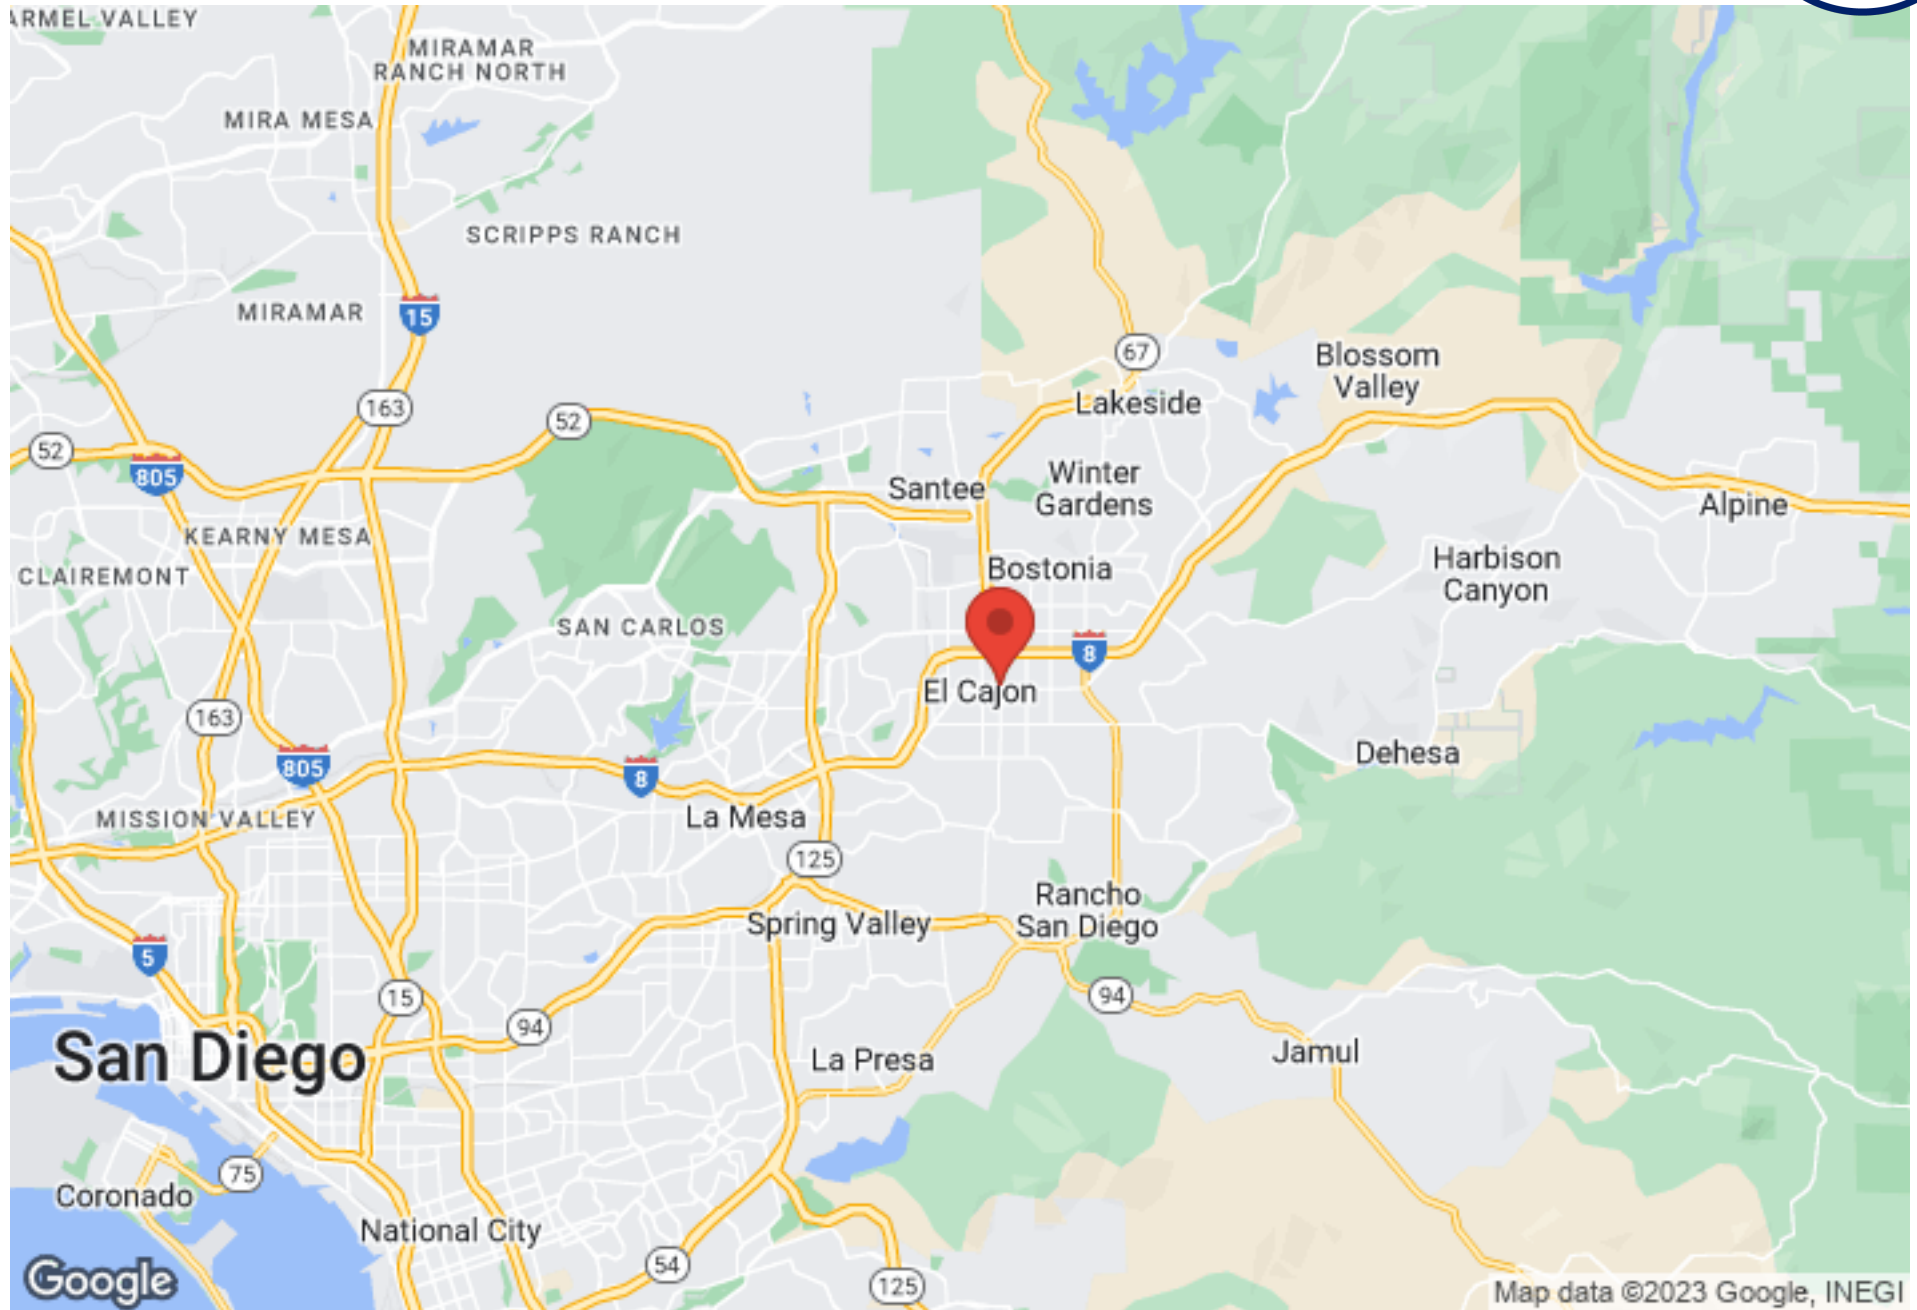 ARMEL VALLEY
MIRAMAR
RANCH NORTH
MIRA MESA
SCRIPPS RANCH
MIRAMAR
15
67
Blossom
Valley
163
Lakeside
52
52
805
Winter
Gardens
Santee
Alpine
KEARNY MESA
Bostonia
Harbison
Canyon
CLAIREMONT
SAN CARLOS
8
El Cajon
163
Dehesa
805
8
MISSION VALLEY
La Mesa
125
Rancho
San Diego
Spring Valley
5
15
94
94
San Diego
La Presa
Jamul
75
Coronado
National City
54
125
Google
Map data ©2023 Google, INEGI